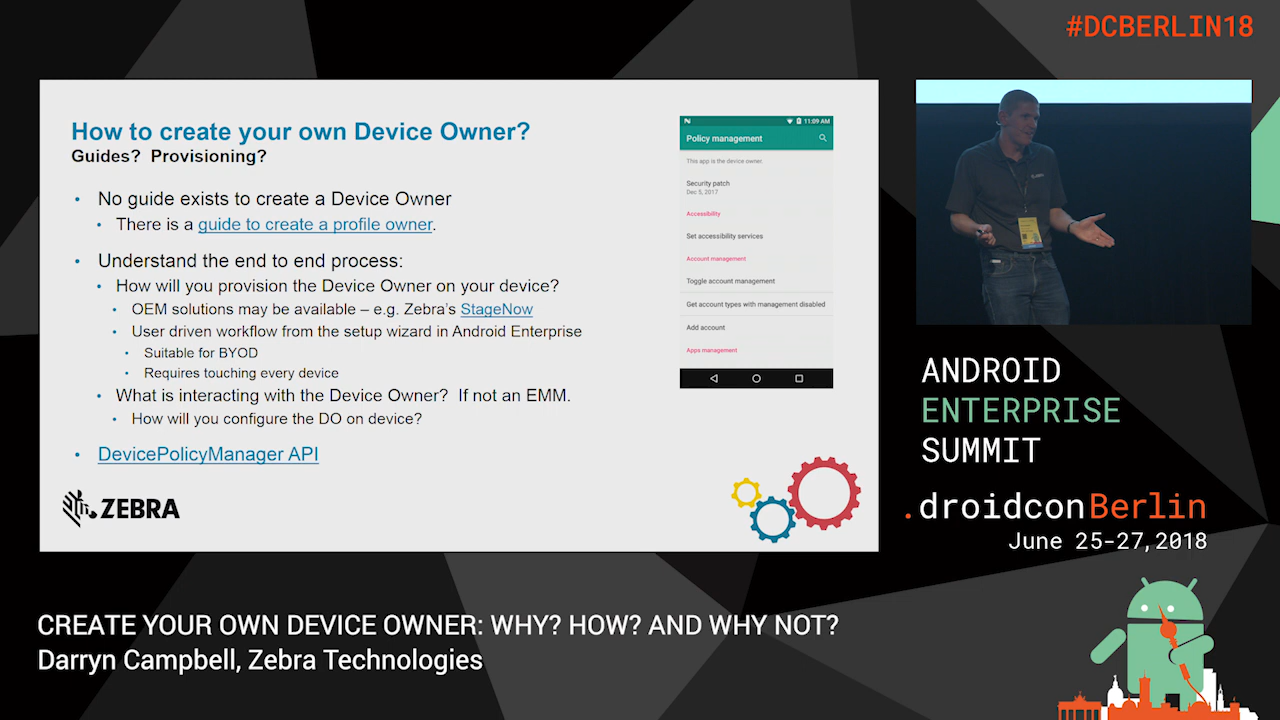 #DCBERLIN18
How to create your own Device Owner?
Guides? Provisioning?
• No guide exists to create a Device Owner
• There is a guide to create a profile owner.
• Understand the end to end process:
• How will you provision the Device Owner on your device?
• OEM solutions may be available – e.g. Zebra's StageNow
• User driven workflow from the setup wizard in Android Enterprise
• Suitable for BYOD
• Requires touching every device
• What is interacting with the Device Owner? If not an EMM.
• How will you configure the DO on device?
• DevicePolicyManager API
ZEBRA
11:09 AM
Policy management
This app is the device owner.
Security patch
Dec 5, 2017
Accessibility
Set accessibility services
Account management
Toggle account management
Get account types with management disabled
Add account
Apps management
ANDROID
ENTERPRISE
SUMMIT
.droidconBerlin
June 25-27,2018
CREATE YOUR OWN DEVICE OWNER: WHY? HOW? AND WHY NOT?
Darryn Campbell, Zebra Technologies